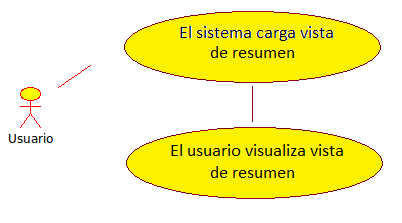 El sistema carga vista
de resumen
Usuario
El usuario visualiza vista
de resumen